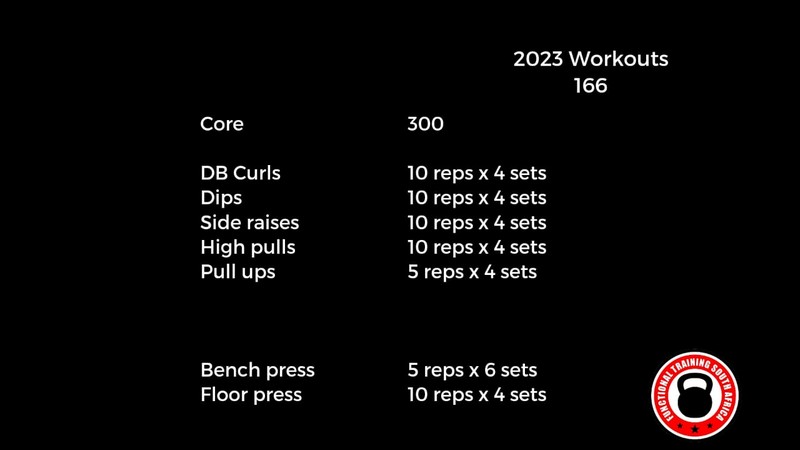 2023 Workouts
166
Core 300
DB Curls 10 reps x 4 sets
Dips 10 reps x 4 sets
Side raises 10 reps x 4 sets
High pulls 10 reps x 4 sets
Pull ups 5 reps x 4 sets
Bench press 5 reps x 6 sets
Floor press 10 reps x 4 sets
FUNCTIONAL TRAINING SOUTH AFRICA